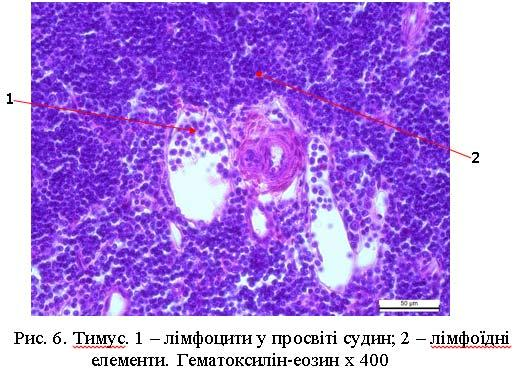 1
2
50 µm
Рис. 6. Тимус. 1 – лімфоцити у просвіті судин; 2 – лімфоїдні
елементи. Гематоксилін-еозин х 400